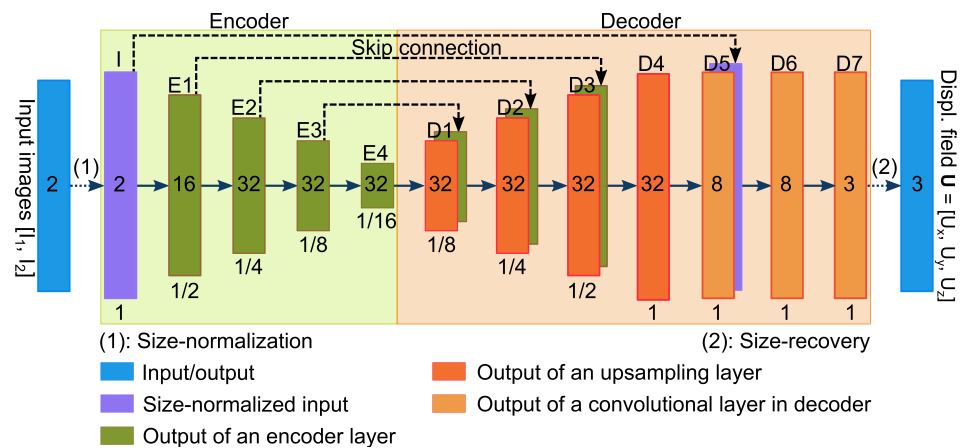 Encoder
Decoder
Skip connection
I
E1
E2
E3
E4
D1
D2
D3
D4
D5
D6
D7
Input images [I₁, I₂]
2
(1)
2
16
32
32
32
32
32
32
32
8
8
3
(2)
3
Displ. field U = [Uₓ, Uᵧ, U_z]
1
1/2
1/4
1/8
1/16
1/8
1/4
1/2
1
1
1
1
(1): Size-normalization
(2): Size-recovery
Input/output
Size-normalized input
Output of an encoder layer
Output of an upsampling layer
Output of a convolutional layer in decoder